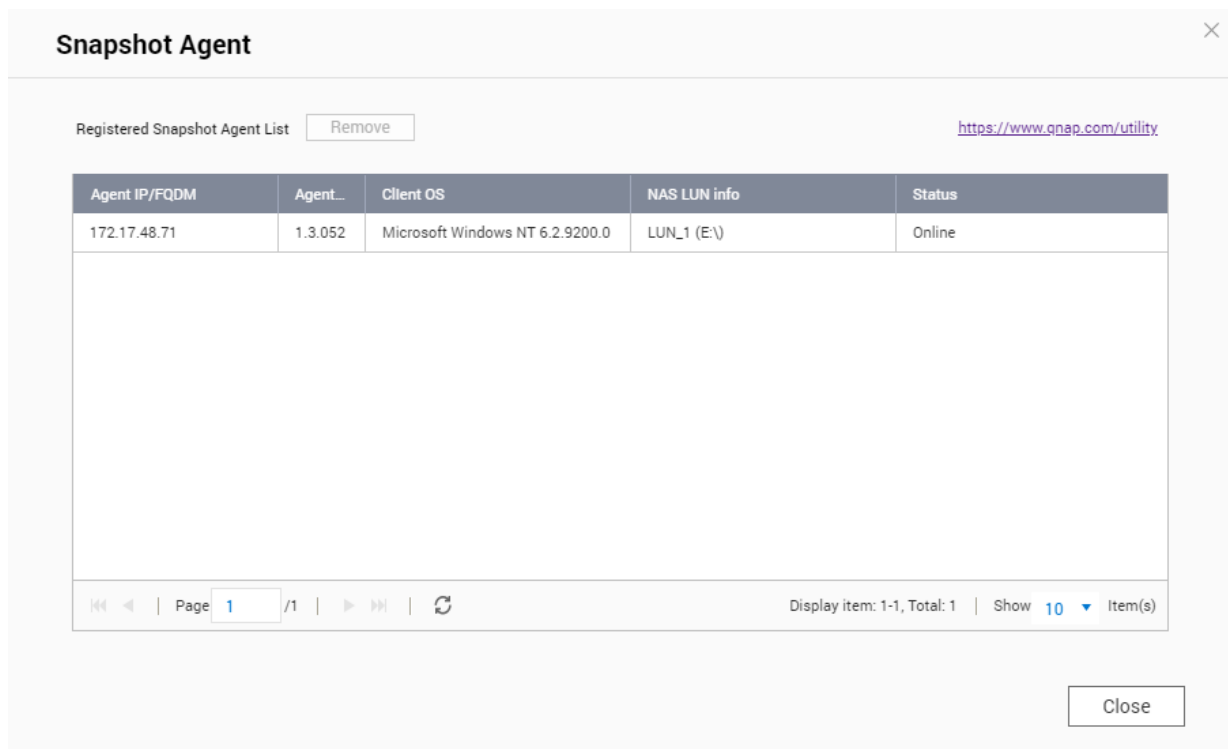 Snapshot Agent
Registered Snapshot Agent List Remove https://www.qnap.com/utility
Agent IP/FQDM Agent... Client OS NAS LUN info Status
172.17.48.71 1.3.052 Microsoft Windows NT 6.2.9200.0 LUN_1 (E:\) Online
Page 1 /1 Display item: 1-1, Total: 1 Show 10 Item(s)
Close